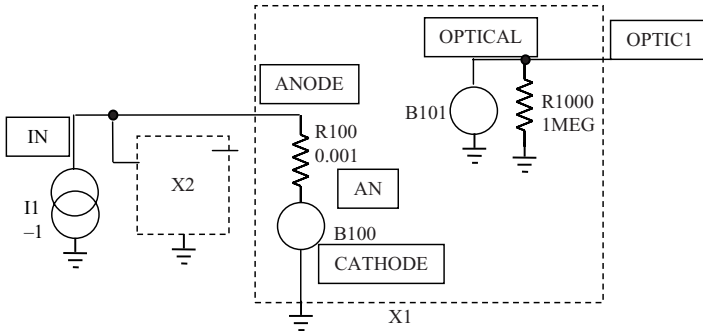 OPTICAL
OPTIC1
ANODE
B101
R1000
1MEG
IN
R100
0.001
X2
AN
I1
–1
B100
CATHODE
X1